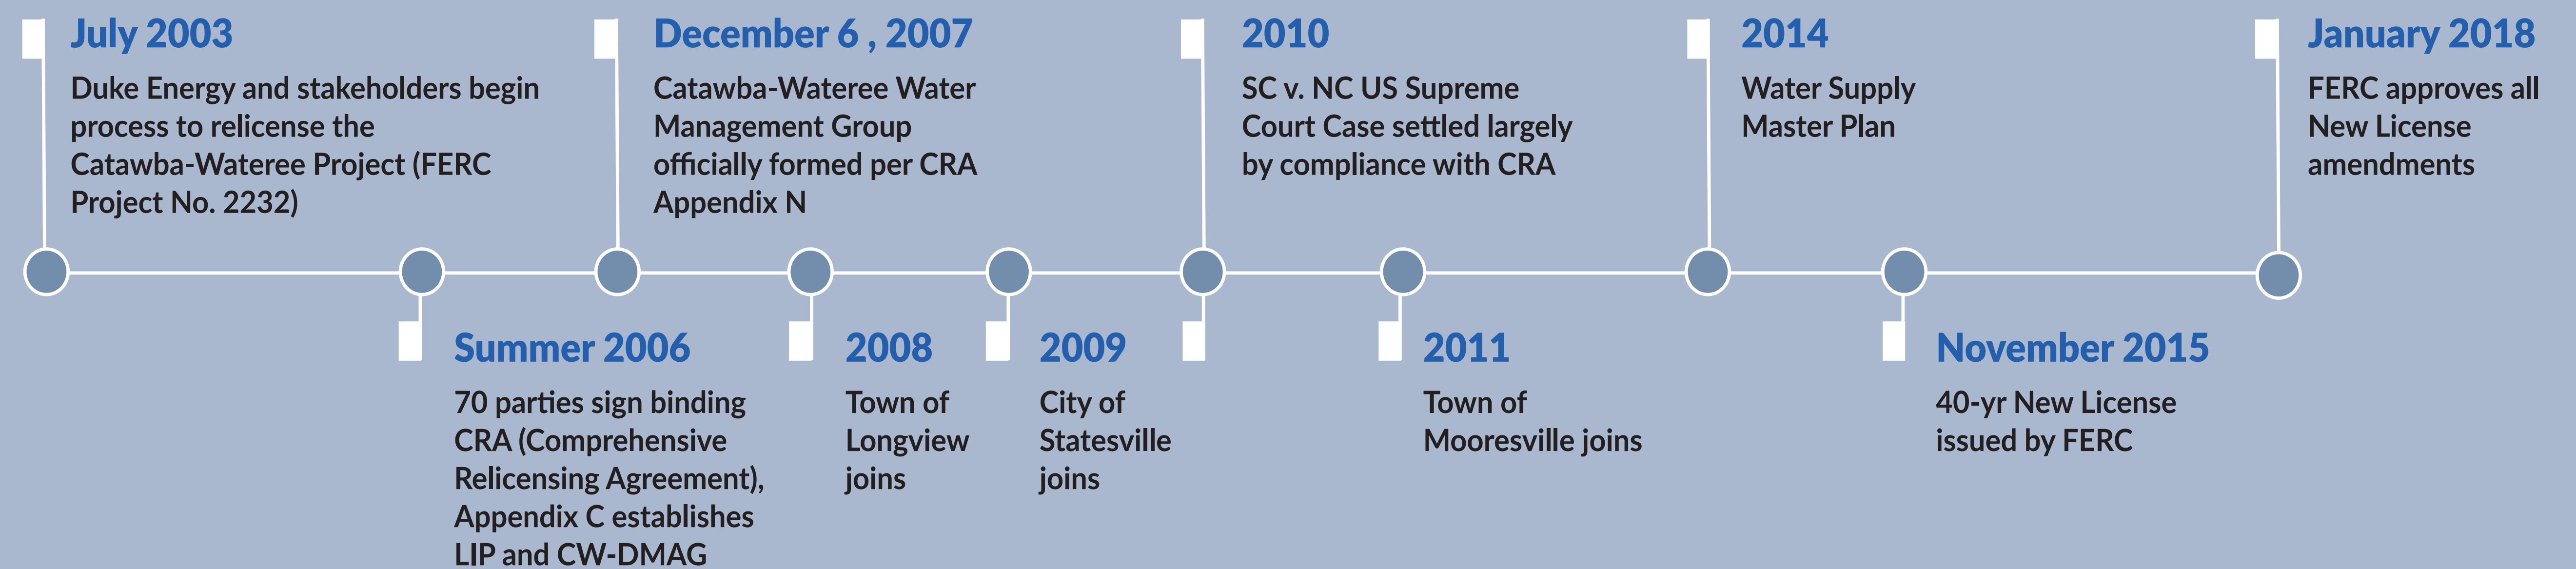 July 2003
Duke Energy and stakeholders begin
process to relicense the
Catawba-Wateree Project (FERC
Project No. 2232)
Summer 2006
70 parties sign binding
CRA (Comprehensive
Relicensing Agreement),
Appendix C establishes
LIP and CW-DMAG
December 6 , 2007
Catawba-Wateree Water
Management Group
officially formed per CRA
Appendix N
2008
Town of
Longview
joins
2009
City of
Statesville
joins
2010
SC v. NC US Supreme
Court Case settled largely
by compliance with CRA
2011
Town of
Mooresville joins
2014
Water Supply
Master Plan
November 2015
40-yr New License
issued by FERC
January 2018
FERC approves all
New License
amendments